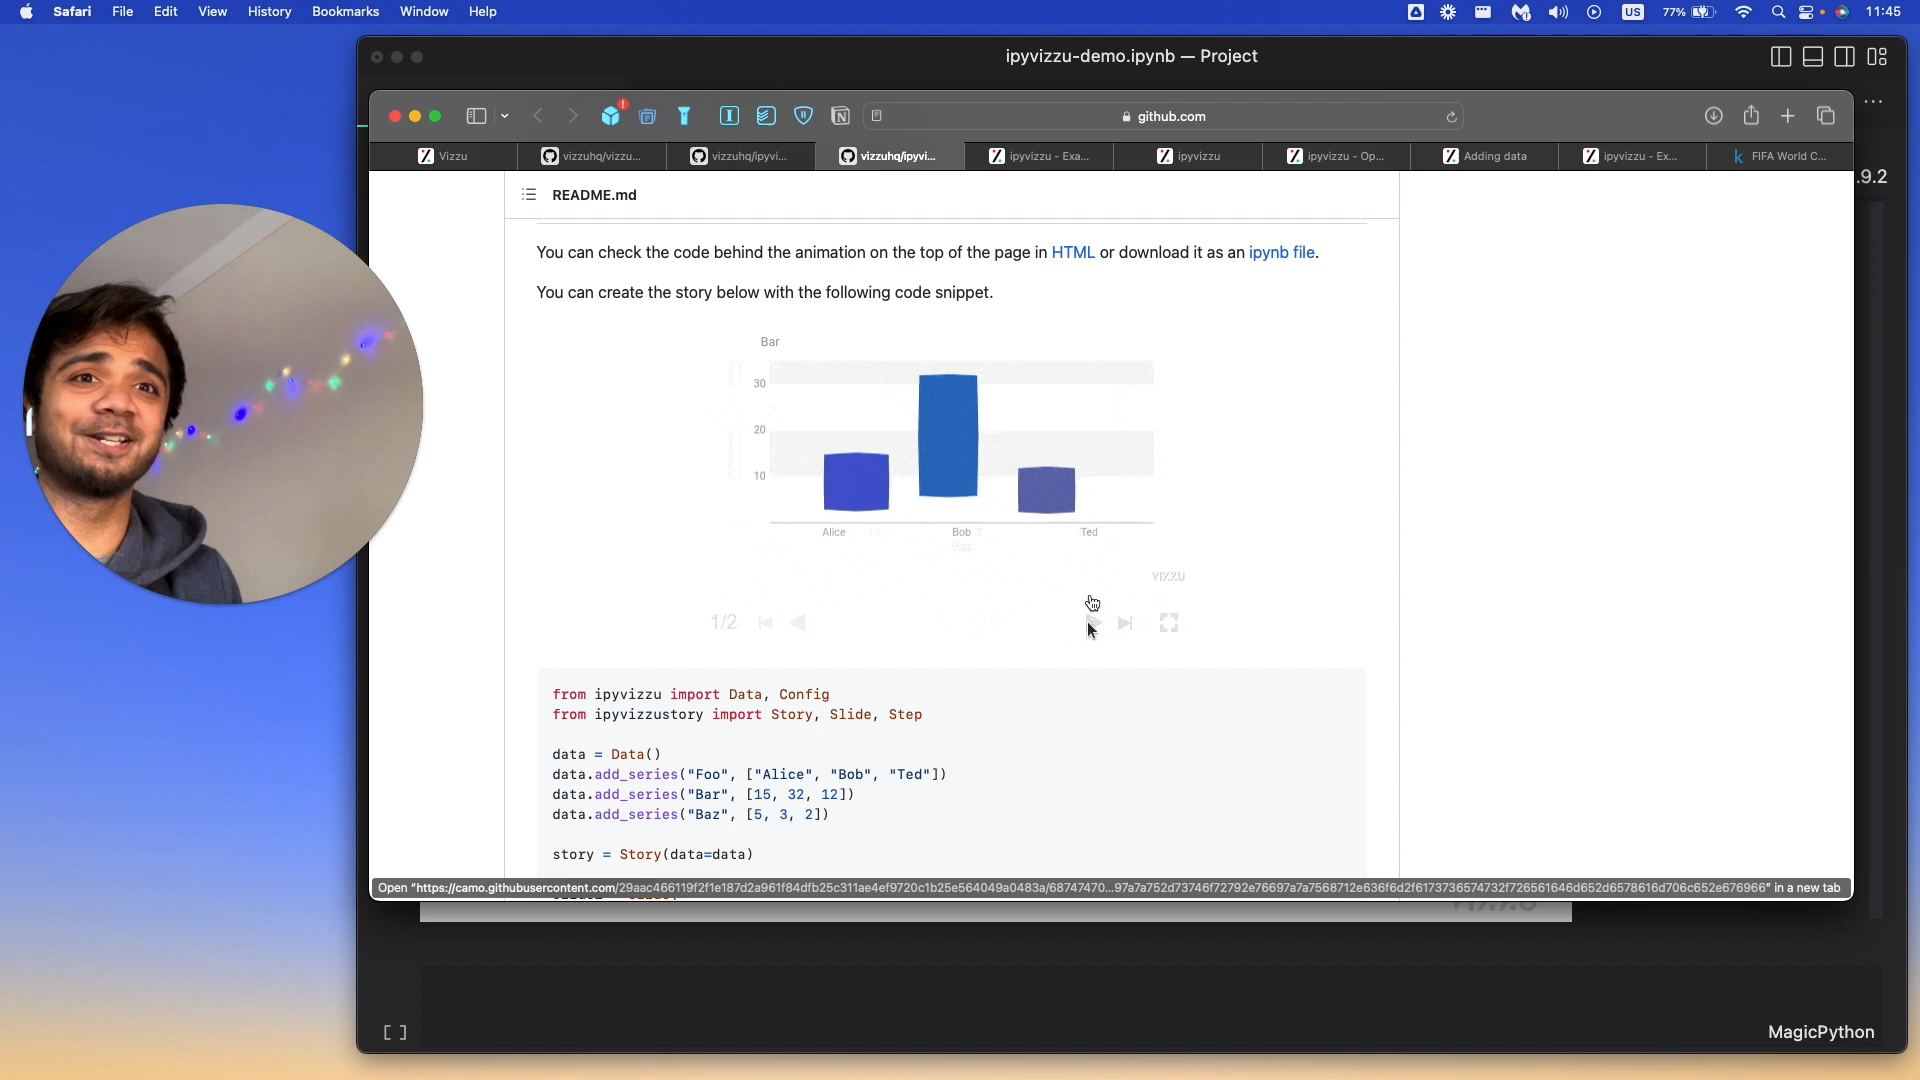 Safari File Edit View History Bookmarks Window Help
US 77% 11:45
ipyvizzu-demo.ipynb — Project
github.com
Vizzu
vizzuhq/vizzu...
vizzuhq/ipyvi...
vizzuhq/ipyvi...
ipyvizzu - Exa...
ipyvizzu
ipyvizzu - Op...
Adding data
ipyvizzu - Ex...
FIFA World C...
.9.2
README.md
You can check the code behind the animation on the top of the page in HTML or download it as an ipynb file.
You can create the story below with the following code snippet.
Bar
30
20
10
Alice Bob Ted
Baz
vizzu
1/2
from ipyvizzu import Data, Config
from ipyvizzustory import Story, Slide, Step
data = Data()
data.add_series("Foo", ["Alice", "Bob", "Ted"])
data.add_series("Bar", [15, 32, 12])
data.add_series("Baz", [5, 3, 2])
story = Story(data=data)
Open "https://camo.githubusercontent.com/29aac466119f2f1e187d2a961f84dfb25c311ae4ef9720c1b25e564049a0483a/68747470...97a7a752d73746f72792e76697a7a7568712e636f6d2f6173736574732f726561646d652d6578616d706c652e676966" in a new tab
[ ]
MagicPython